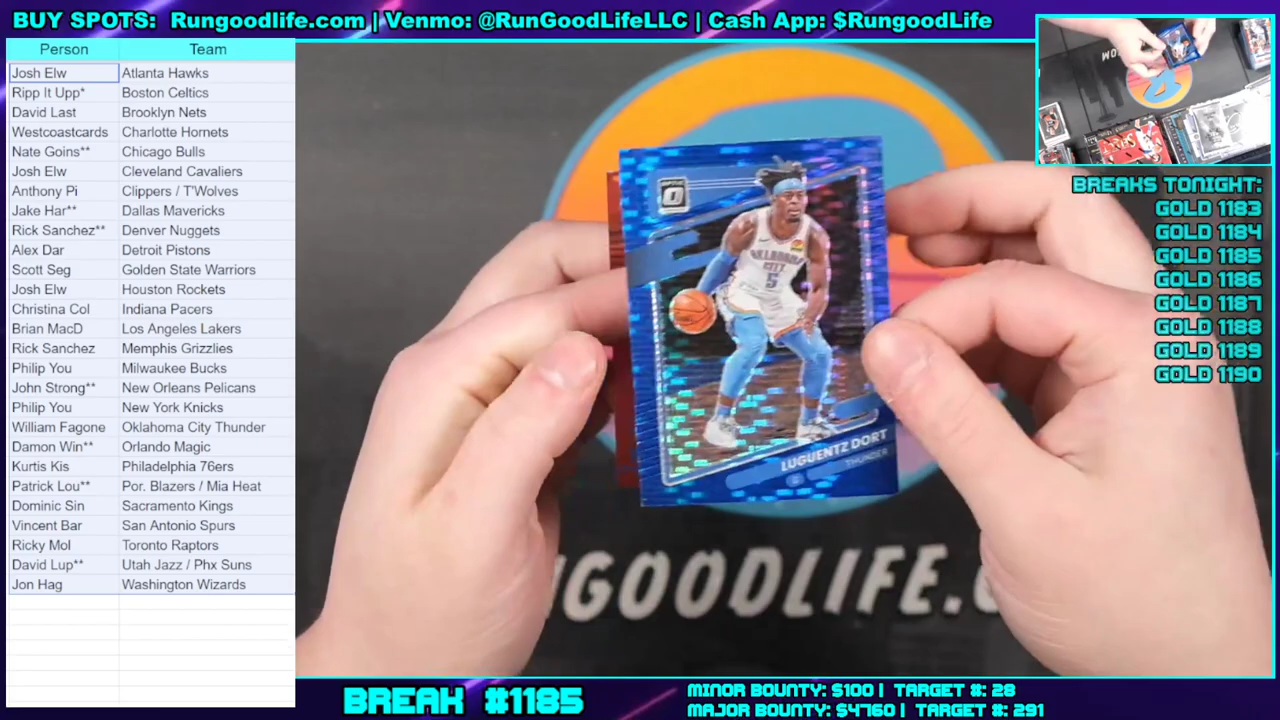 BUY SPOTS: Rungoodlife.com | Venmo: @RunGoodLifeLLC | Cash App: $RungoodLife
Person Team
Josh Elw Atlanta Hawks
Ripp It Upp* Boston Celtics
David Last Brooklyn Nets
Westcoastcards Charlotte Hornets
Nate Goins** Chicago Bulls
Josh Elw Cleveland Cavaliers
Anthony Pi Clippers / T'Wolves
Jake Har** Dallas Mavericks
Rick Sanchez** Denver Nuggets
Alex Dar Detroit Pistons
Scott Seg Golden State Warriors
Josh Elw Houston Rockets
Christina Col Indiana Pacers
Brian MacD Los Angeles Lakers
Rick Sanchez Memphis Grizzlies
Philip You Milwaukee Bucks
John Strong** New Orleans Pelicans
Philip You New York Knicks
William Fagone Oklahoma City Thunder
Damon Win** Orlando Magic
Kurtis Kis Philadelphia 76ers
Patrick Lou** Por. Blazers / Mia Heat
Dominic Sin Sacramento Kings
Vincent Bar San Antonio Spurs
Ricky Mol Toronto Raptors
David Lup** Utah Jazz / Phx Suns
Jon Hag Washington Wizards
OKLAHOMA
CITY
5
LUGUENTZ DORT
THUNDER
NGOODLIFE.C
BREAKS TONIGHT:
GOLD 1183
GOLD 1184
GOLD 1185
GOLD 1186
GOLD 1187
GOLD 1188
GOLD 1189
GOLD 1190
BREAK #1185
MINOR BOUNTY: $100 | TARGET #: 28
MAJOR BOUNTY: $4760 | TARGET #: 291